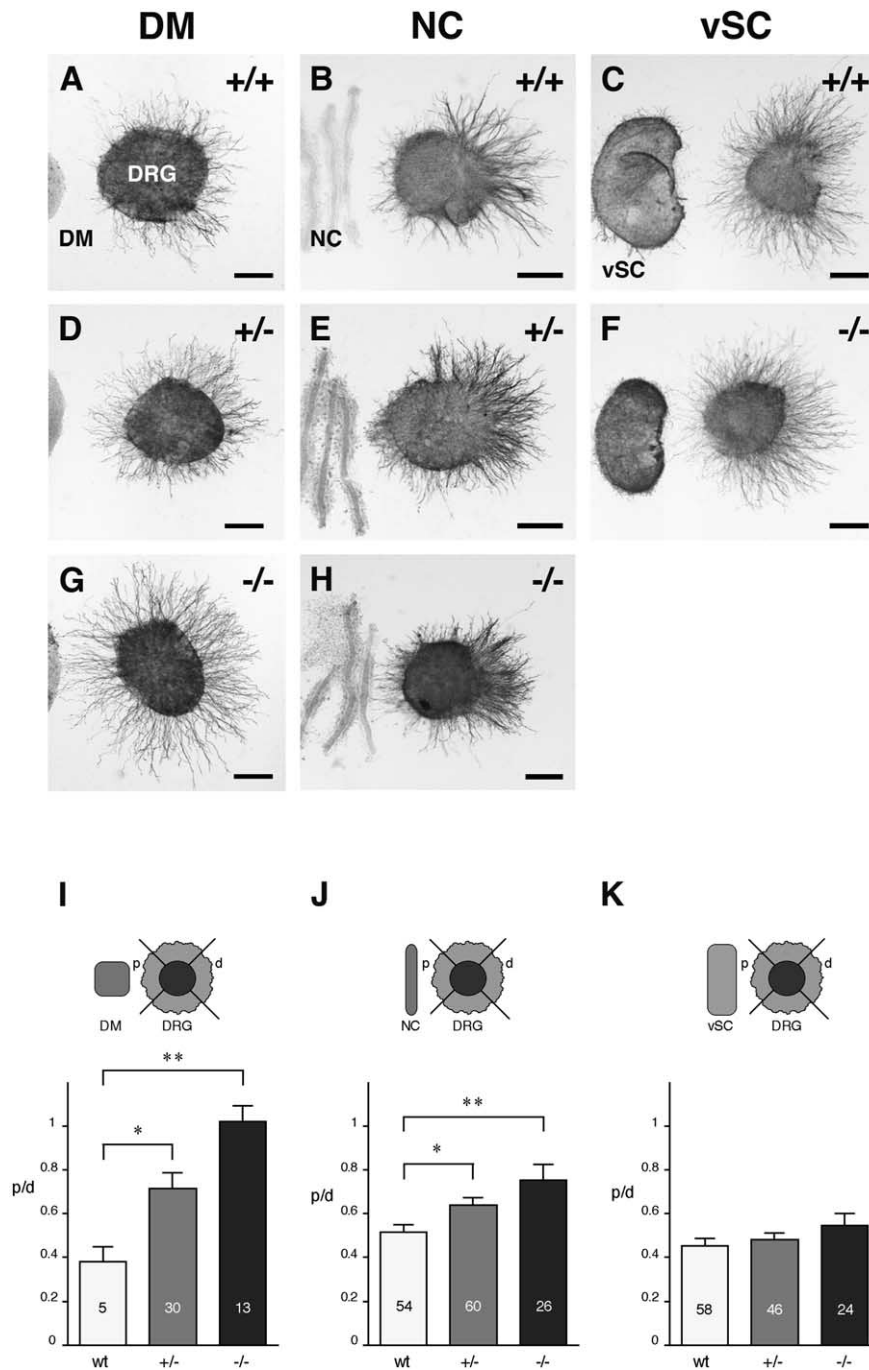 DM NC vSC
A +/+ B +/+ C +/+
DRG
DM NC vSC
D +/- E +/- F -/-
G -/- H -/-
I J K
p d p d p d
DM DRG NC DRG vSC DRG
** 
* 
1
0.8
p/d
0.6
0.4
0.2
0
5 30 13
wt +/- -/-
**
*
1
0.8
p/d
0.6
0.4
0.2
0
54 60 26
wt +/- -/-
1
0.8
p/d
0.6
0.4
0.2
0
58 46 24
wt +/- -/-